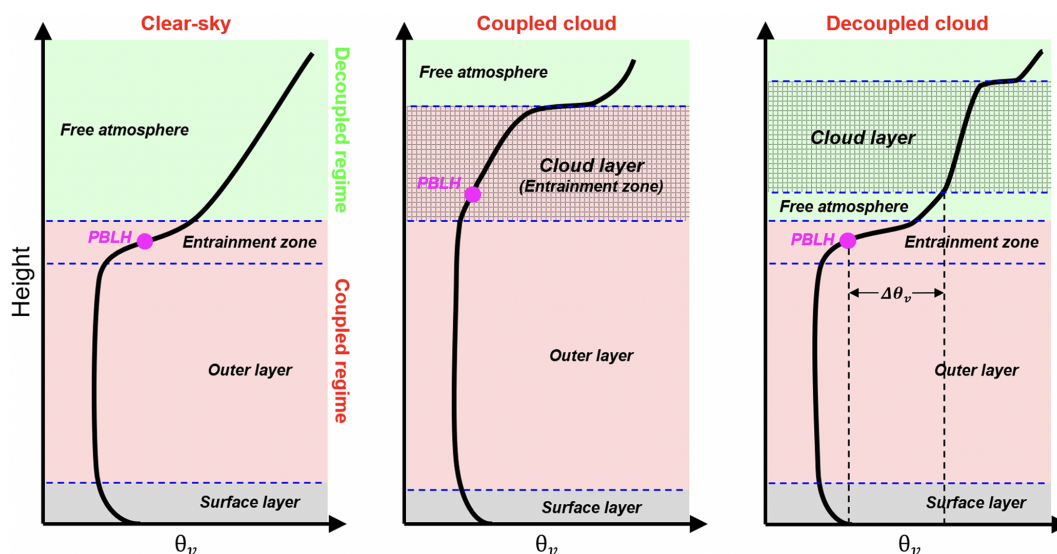 Clear-sky
Free atmosphere
PBLH
Entrainment zone
Outer layer
Surface layer
Height
θv
Decoupled regime
Coupled regime
Coupled cloud
Free atmosphere
Cloud layer
(Entrainment zone)
PBLH
Outer layer
Surface layer
θv
Decoupled cloud
Cloud layer
Free atmosphere
PBLH
Entrainment zone
Δθv
Outer layer
Surface layer
θv